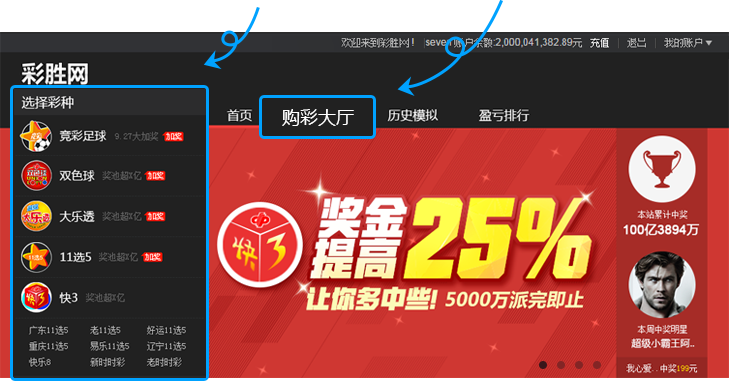 欢迎来到彩胜网! seven 账户余额:2,000,041,382.89元 充值 退出 我的账户
彩胜网
选择彩种
首页 购彩大厅 历史模拟 盈亏排行
竞彩足球 9.27大加奖 加奖
双色球 奖池超?亿 加奖
大乐透 奖池超?亿 加奖
11选5 奖池超?亿 加奖
快3 奖池超?亿
广东11选5 老11选5 好运11选5
重庆11选5 易乐11选5 辽宁11选5
快乐8 新时时彩 老时时彩
快3
奖金
提高
25%
让你多中些! 5000万派完即止
本站累计中奖
100亿3894万
本周中奖明星
超级小霸王阿..
我心爱.. 中奖199元